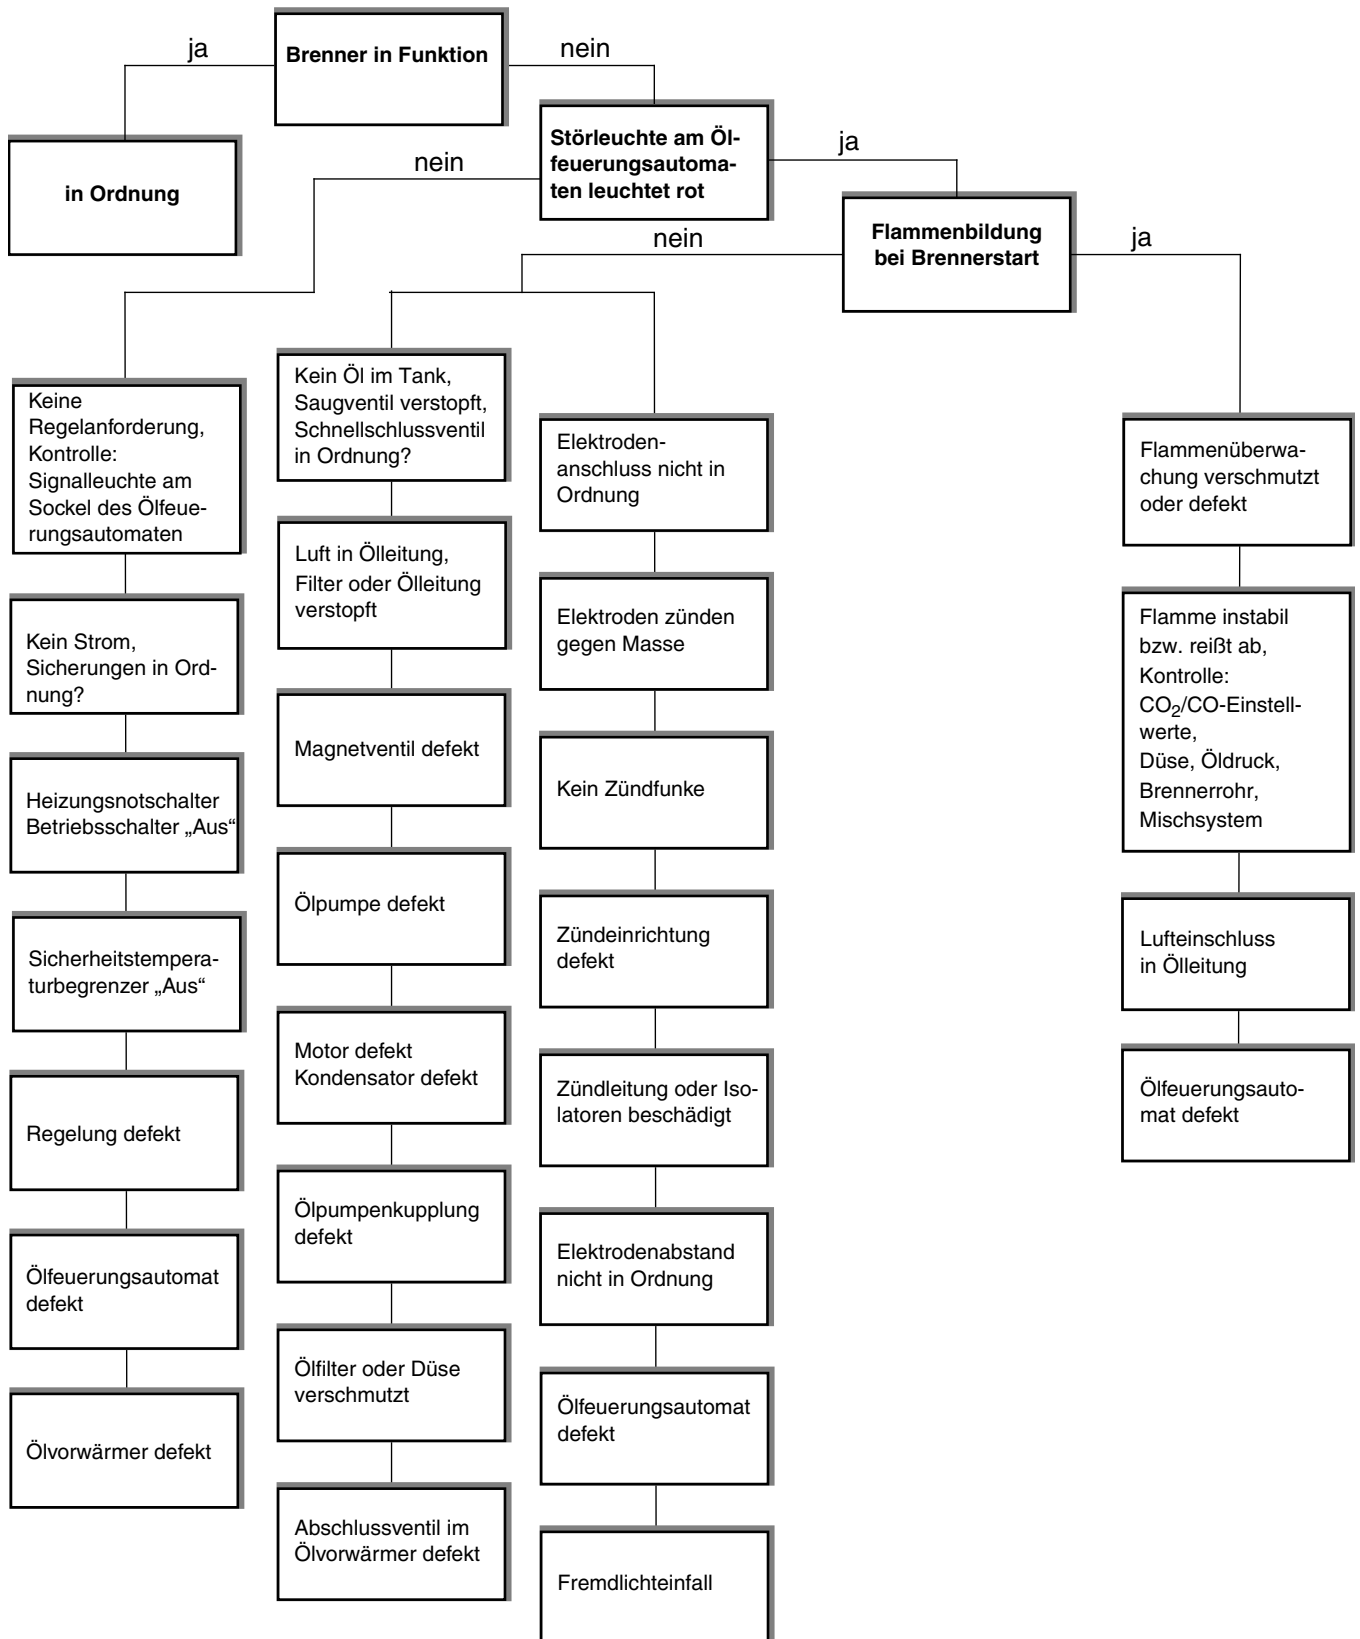 ja
Brenner in Funktion
nein
in Ordnung
Störleuchte am Öl-
feuerungsautoma-
ten leuchtet rot
nein
ja
Flammenbildung
bei Brennerstart
nein
ja
Keine
Regelanforderung,
Kontrolle:
Signalleuchte am
Sockel des Ölfeue-
rungsautomaten
Kein Strom,
Sicherungen in Ord-
nung?
Heizungsnotschalter
Betriebsschalter „Aus“
Sicherheitstempera-
turbegrenzer „Aus“
Regelung defekt
Ölfeuerungsautomat
defekt
Ölvorwärmer defekt
Kein Öl im Tank,
Saugventil verstopft,
Schnellschlussventil
in Ordnung?
Luft in Ölleitung,
Filter oder Ölleitung
verstopft
Magnetventil defekt
Ölpumpe defekt
Motor defekt
Kondensator defekt
Ölpumpenkupplung
defekt
Ölfilter oder Düse
verschmutzt
Abschlussventil im
Ölvorwärmer defekt
Elektroden-
anschluss nicht in
Ordnung
Elektroden zünden
gegen Masse
Kein Zündfunke
Zündeinrichtung
defekt
Zündleitung oder Iso-
latoren beschädigt
Elektrodenabstand
nicht in Ordnung
Ölfeuerungsautomat
defekt
Fremdlichteinfall
Flammenüberwa-
chung verschmutzt
oder defekt
Flamme instabil
bzw. reißt ab,
Kontrolle:
CO₂/CO-Einstell-
werte,
Düse, Öldruck,
Brennerrohr,
Mischsystem
Lufteinschluss
in Ölleitung
Ölfeuerungsauto-
mat defekt